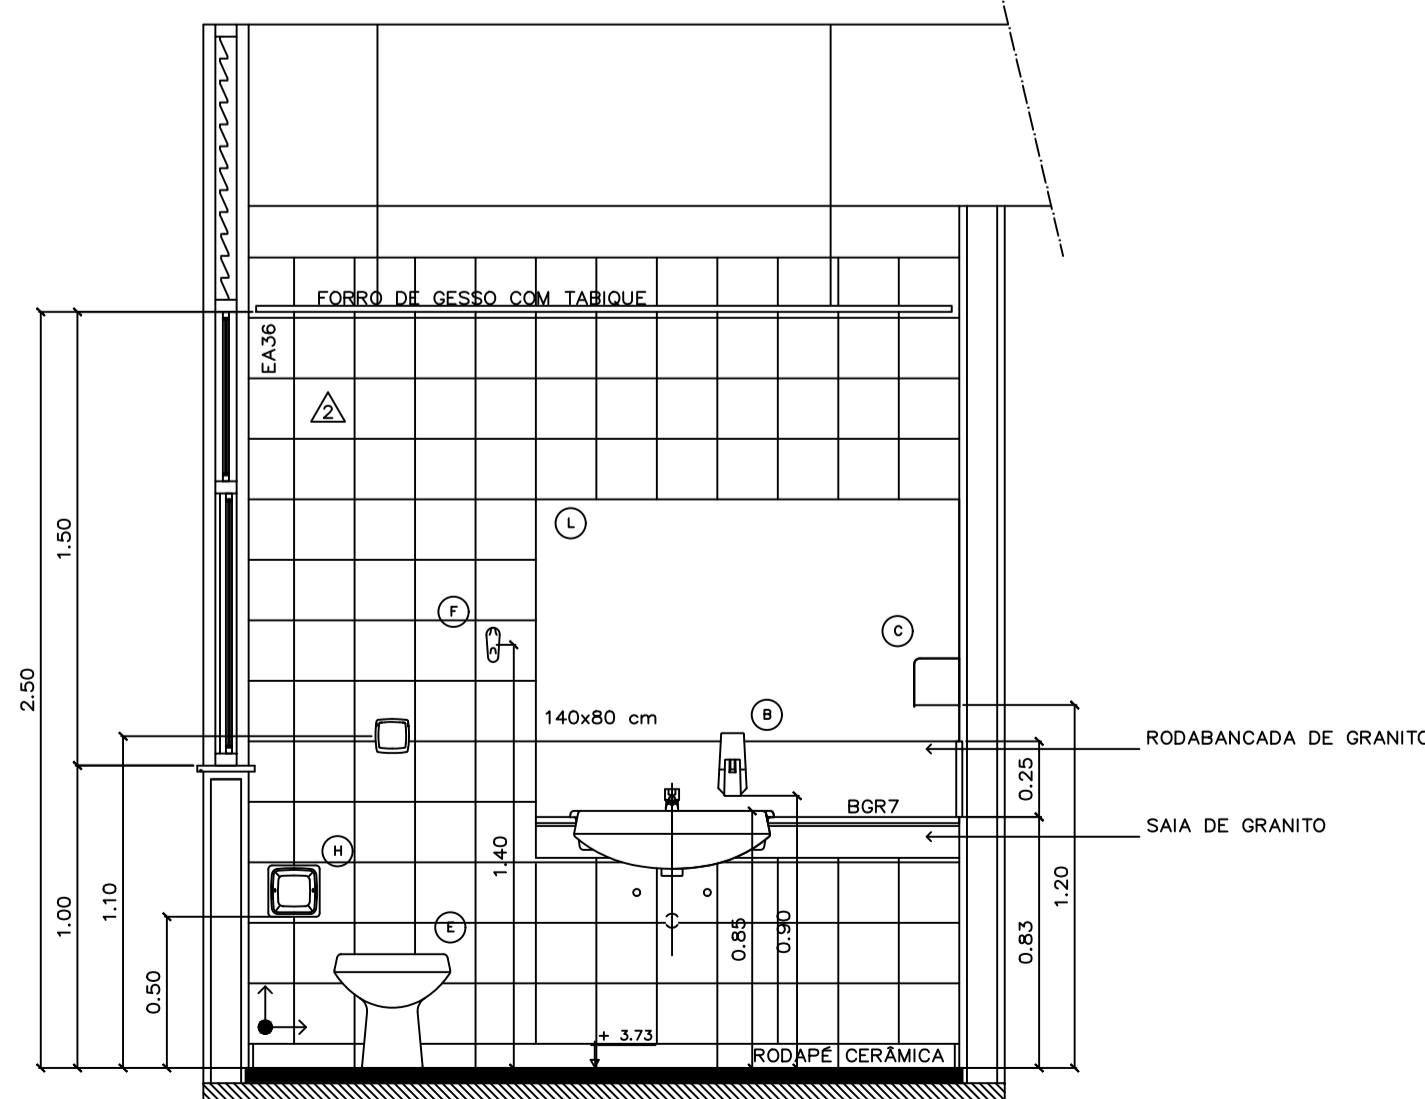 FORRO DE GESSO COM TABIQUE
EA36
2
L
1.50
F
C
2.50
140x80 cm
B
RODABANCADA DE GRANITO
0.25
BGR7
SAIA DE GRANITO
H
1.40
1.20
1.10
1.00
E
0.85
0.90
0.83
0.50
+ 3.73
RODAPÉ CERÂMICA